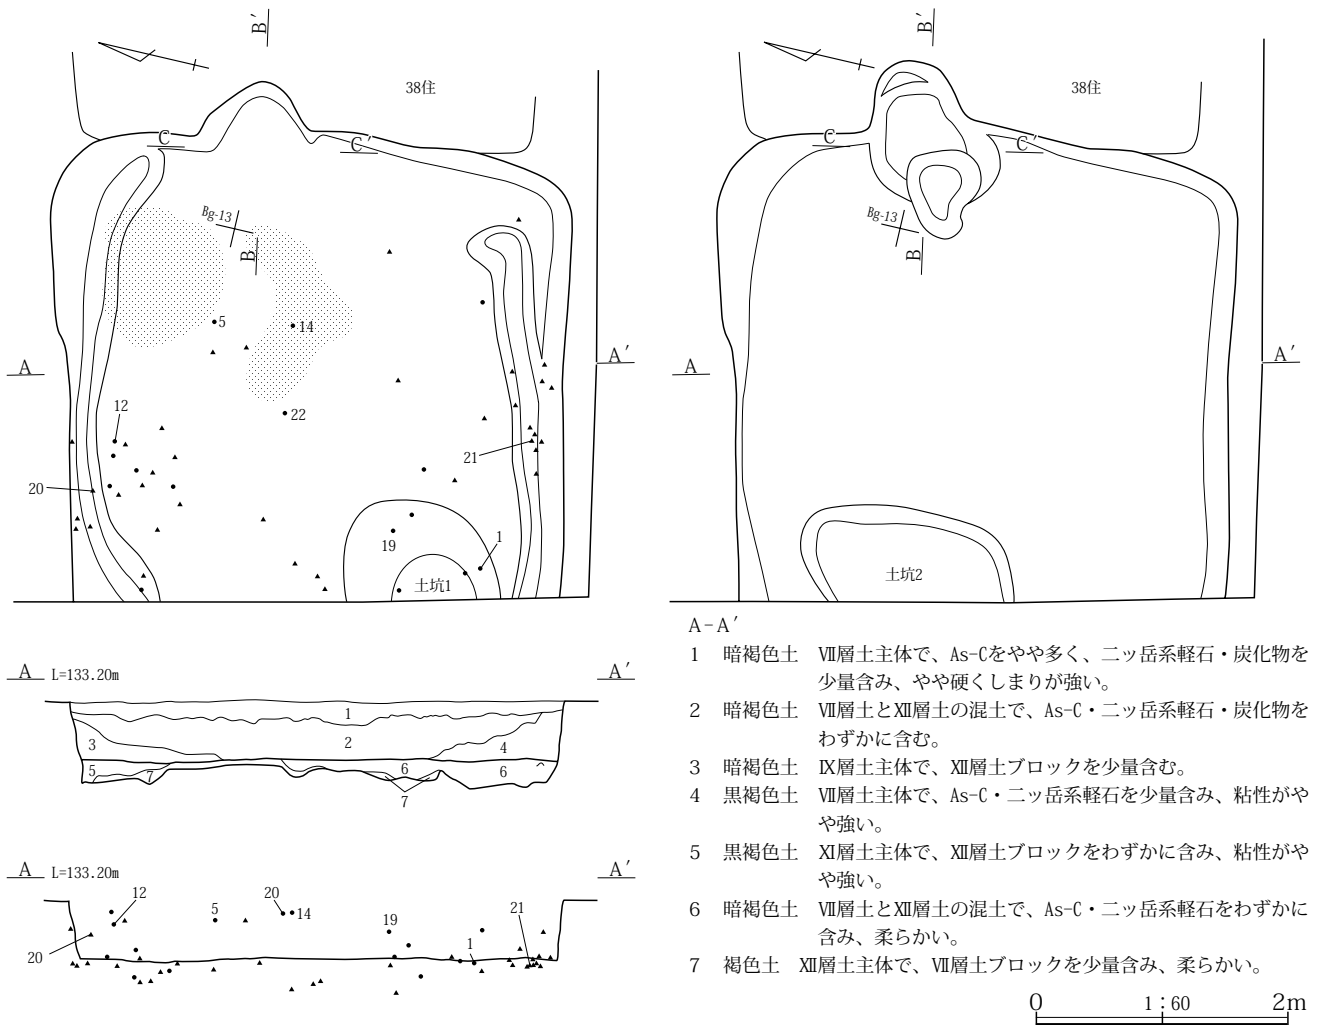 B′
38住
C
C′
Bg-13
B
5
14
A
A′
12
22
21
20
19
1
土坑1
B′
38住
C
C′
Bg-13
B
A
A′
土坑2
A L=133.20m A′
1
2
3
4
5
7
6
6
7
A L=133.20m A′
12
20
5
14
19
21
1
20
A-A′
1 暗褐色土 Ⅶ層土主体で、As-Cをやや多く、二ッ岳系軽石・炭化物を
少量含み、やや硬くしまりが強い。
2 暗褐色土 Ⅶ層土とⅫ層土の混土で、As-C・二ッ岳系軽石・炭化物を
わずかに含む。
3 暗褐色土 Ⅸ層土主体で、Ⅻ層土ブロックを少量含む。
4 黒褐色土 Ⅶ層土主体で、As-C・二ッ岳系軽石を少量含み、粘性がや
や強い。
5 黒褐色土 Ⅺ層土主体で、Ⅻ層土ブロックをわずかに含み、粘性がや
や強い。
6 暗褐色土 Ⅶ層土とⅫ層土の混土で、As-C・二ッ岳系軽石をわずかに
含み、柔らかい。
7 褐色土 Ⅻ層土主体で、Ⅶ層土ブロックを少量含み、柔らかい。
0 1：60 2m